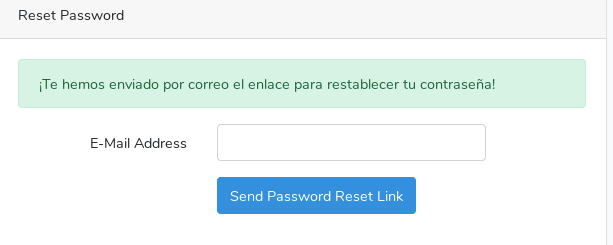 Reset Password
¡Te hemos enviado por correo el enlace para restablecer tu contraseña!
E-Mail Address
Send Password Reset Link